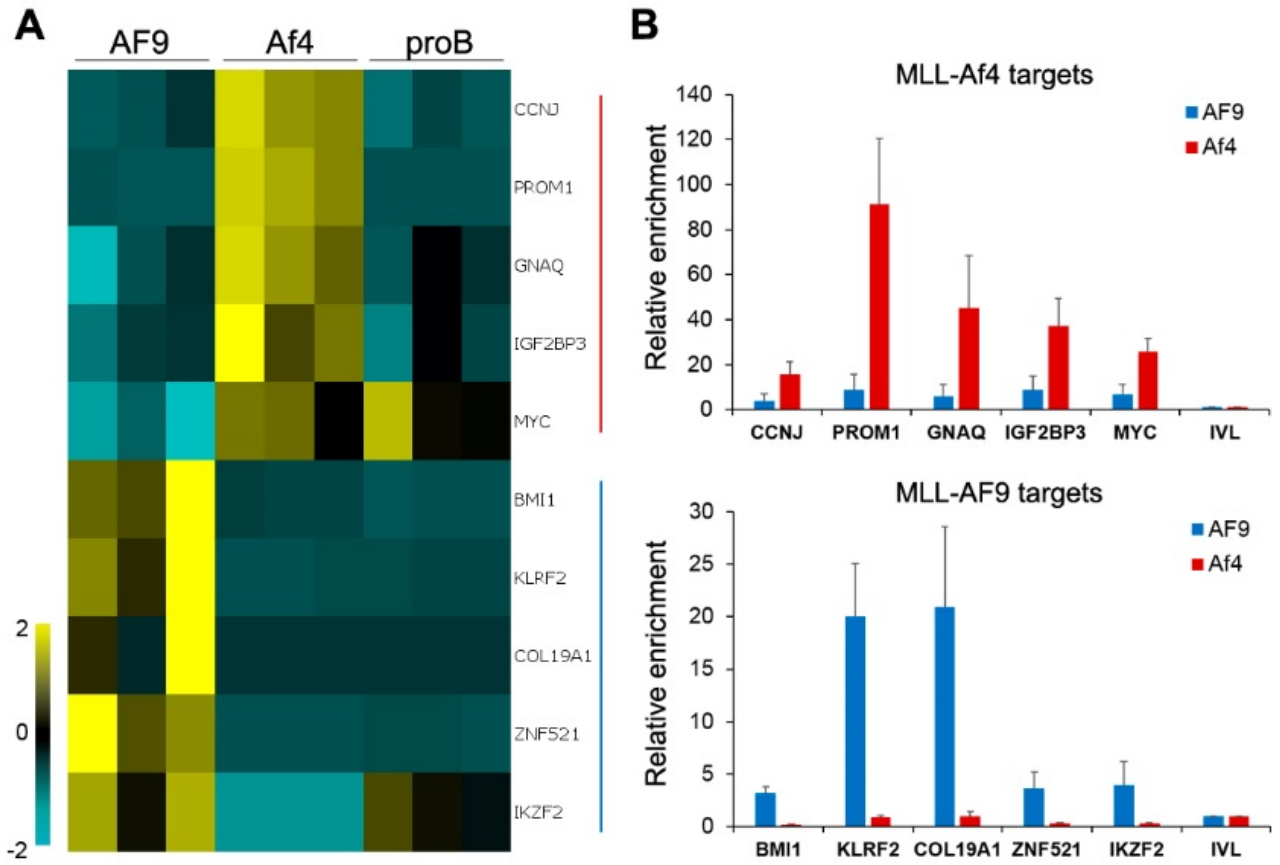 A
AF9 Af4 proB
CCNJ
PROM1
GNAQ
IGF2BP3
MYC
BMI1
KLRF2
COL19A1
ZNF521
IKZF2
2
0
-2
B
MLL-Af4 targets
Relative enrichment
140
120
100
80
60
40
20
0
AF9
Af4
CCNJ PROM1 GNAQ IGF2BP3 MYC IVL
MLL-AF9 targets
Relative enrichment
30
25
20
15
10
5
0
AF9
Af4
BMI1 KLRF2 COL19A1 ZNF521 IKZF2 IVL